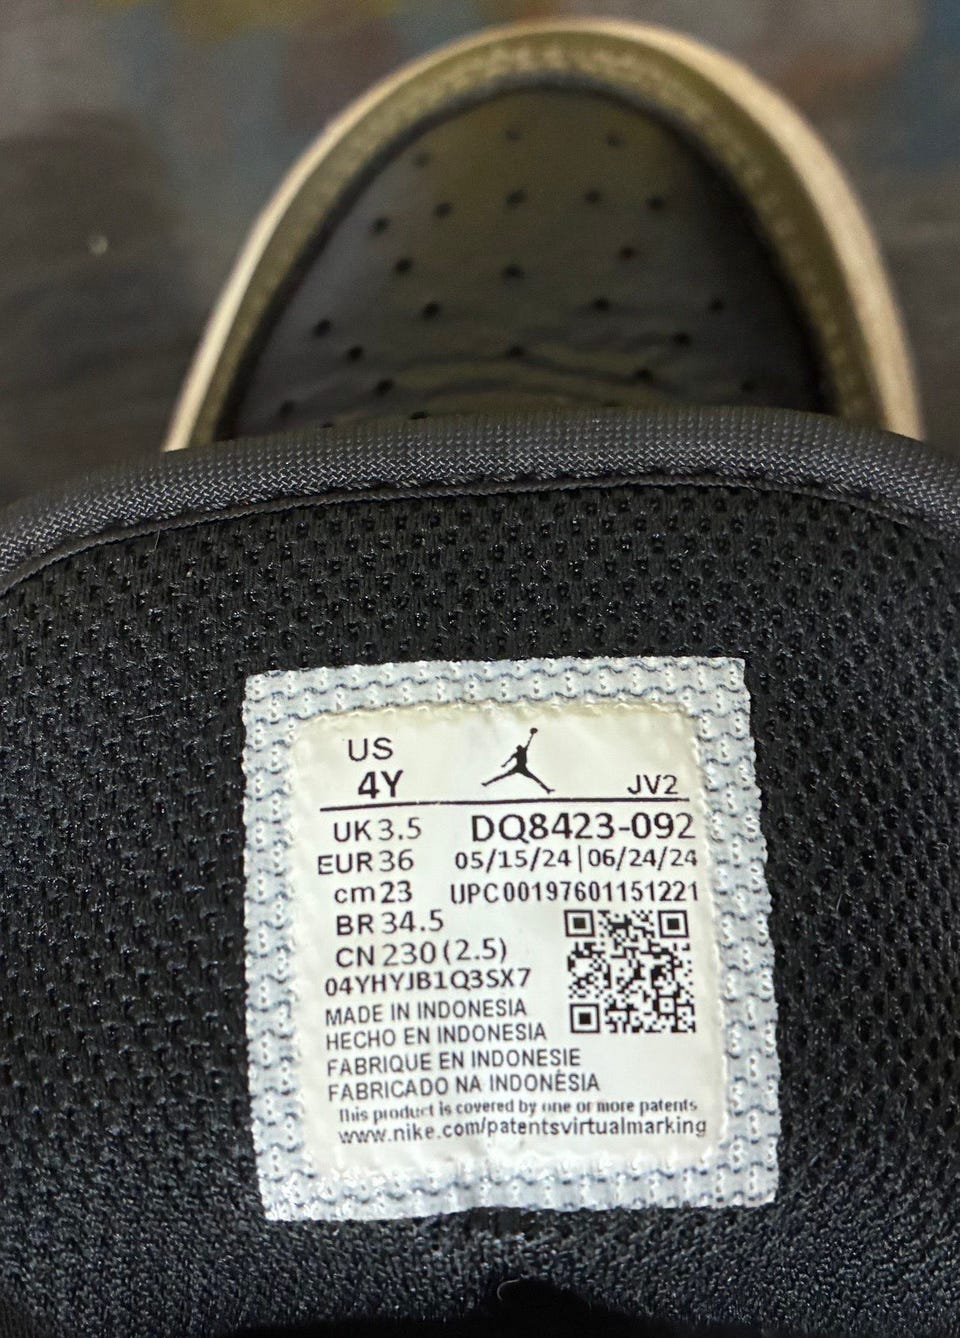 US
4Y
JV2
UK 3.5 DQ8423-092
EUR 36 05/15/24 | 06/24/24
cm 23 UPC 00197601151221
BR 34.5
CN 230 (2.5)
04YHYJB1Q3SX7
MADE IN INDONESIA
HECHO EN INDONESIA
FABRIQUE EN INDONESIE
FABRICADO NA INDONÉSIA
This product is covered by one or more patents
www.nike.com/patentsvirtualmarking